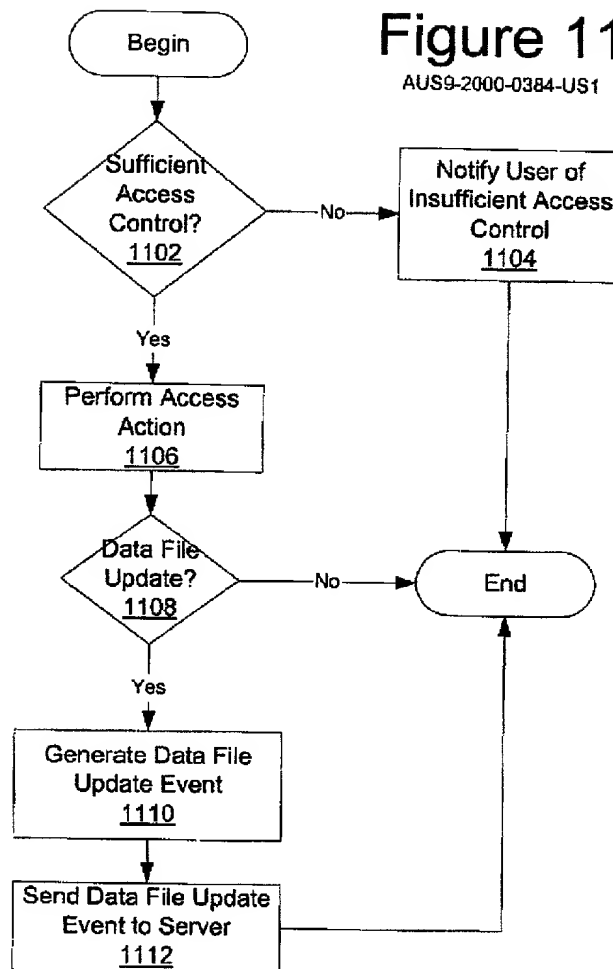 Begin
Figure 11
AUS9-2000-0384-US1
Sufficient
Access
Control?
1102
No
Notify User of
Insufficient Access
Control
1104
Yes
Perform Access
Action
1106
Data File
Update?
1108
No
End
Yes
Generate Data File
Update Event
1110
Send Data File Update
Event to Server
1112